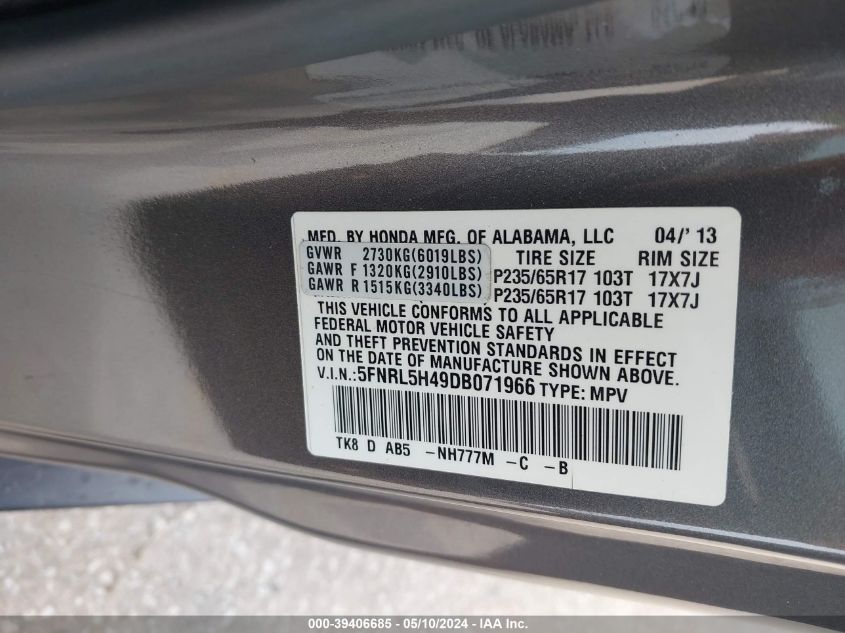 MFD. BY HONDA MFG. OF ALABAMA, LLC 04/'13
GVWR 2730KG(6019LBS) TIRE SIZE RIM SIZE
GAWR F 1320KG(2910LBS) P235/65R17 103T 17X7J
GAWR R 1515KG(3340LBS) P235/65R17 103T 17X7J
THIS VEHICLE CONFORMS TO ALL APPLICABLE
FEDERAL MOTOR VEHICLE SAFETY
AND THEFT PREVENTION STANDARDS IN EFFECT
ON THE DATE OF MANUFACTURE SHOWN ABOVE.
V.I.N.:5FNRL5H49DB071966 TYPE: MPV
TK8 D AB5 -NH777M -C -B
000-39406685 - 05/10/2024 - IAA Inc.